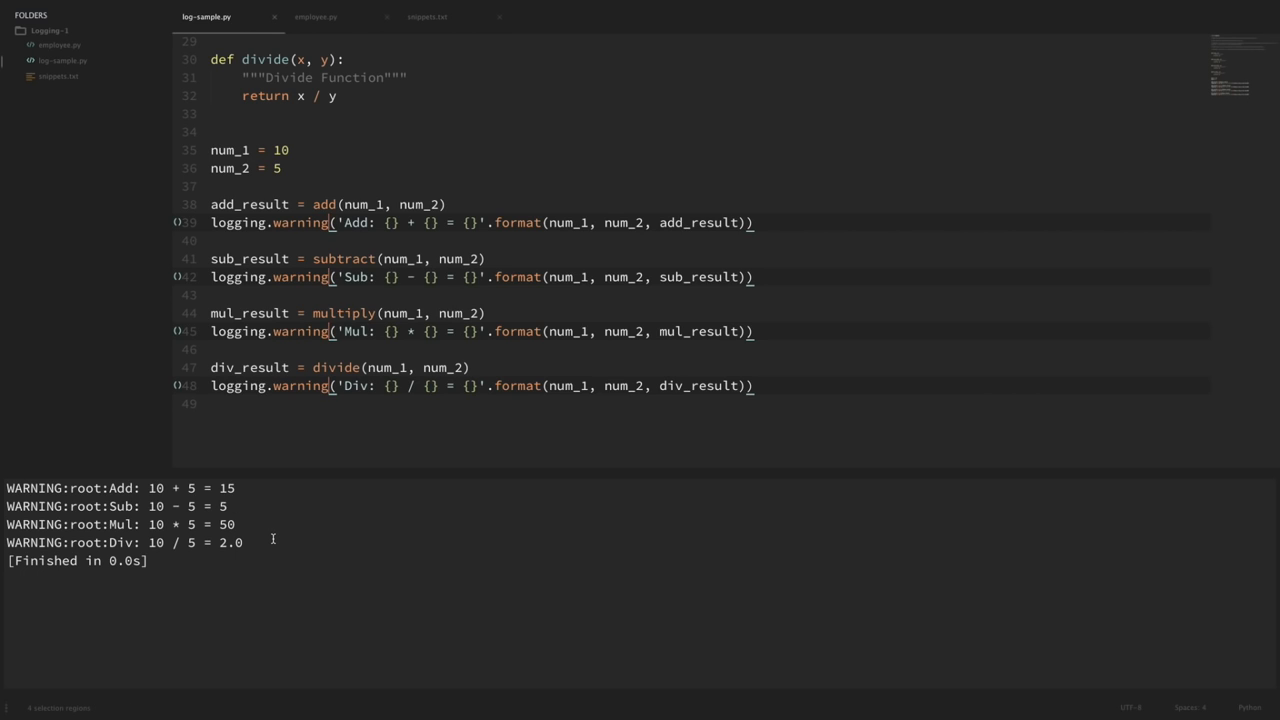 FOLDERS
Logging-1
employee.py
log-sample.py
snippets.txt
log-sample.py × employee.py × snippets.txt ×
29
30 def divide(x, y):
31 """Divide Function"""
32 return x / y
33
34
35 num_1 = 10
36 num_2 = 5
37
38 add_result = add(num_1, num_2)
39 logging.warning('Add: {} + {} = {}'.format(num_1, num_2, add_result))
40
41 sub_result = subtract(num_1, num_2)
42 logging.warning('Sub: {} - {} = {}'.format(num_1, num_2, sub_result))
43
44 mul_result = multiply(num_1, num_2)
45 logging.warning('Mul: {} * {} = {}'.format(num_1, num_2, mul_result))
46
47 div_result = divide(num_1, num_2)
48 logging.warning('Div: {} / {} = {}'.format(num_1, num_2, div_result))
49
WARNING:root:Add: 10 + 5 = 15
WARNING:root:Sub: 10 - 5 = 5
WARNING:root:Mul: 10 * 5 = 50
WARNING:root:Div: 10 / 5 = 2.0
[Finished in 0.0s]
4 selection regions UTF-8 Spaces: 4 Python